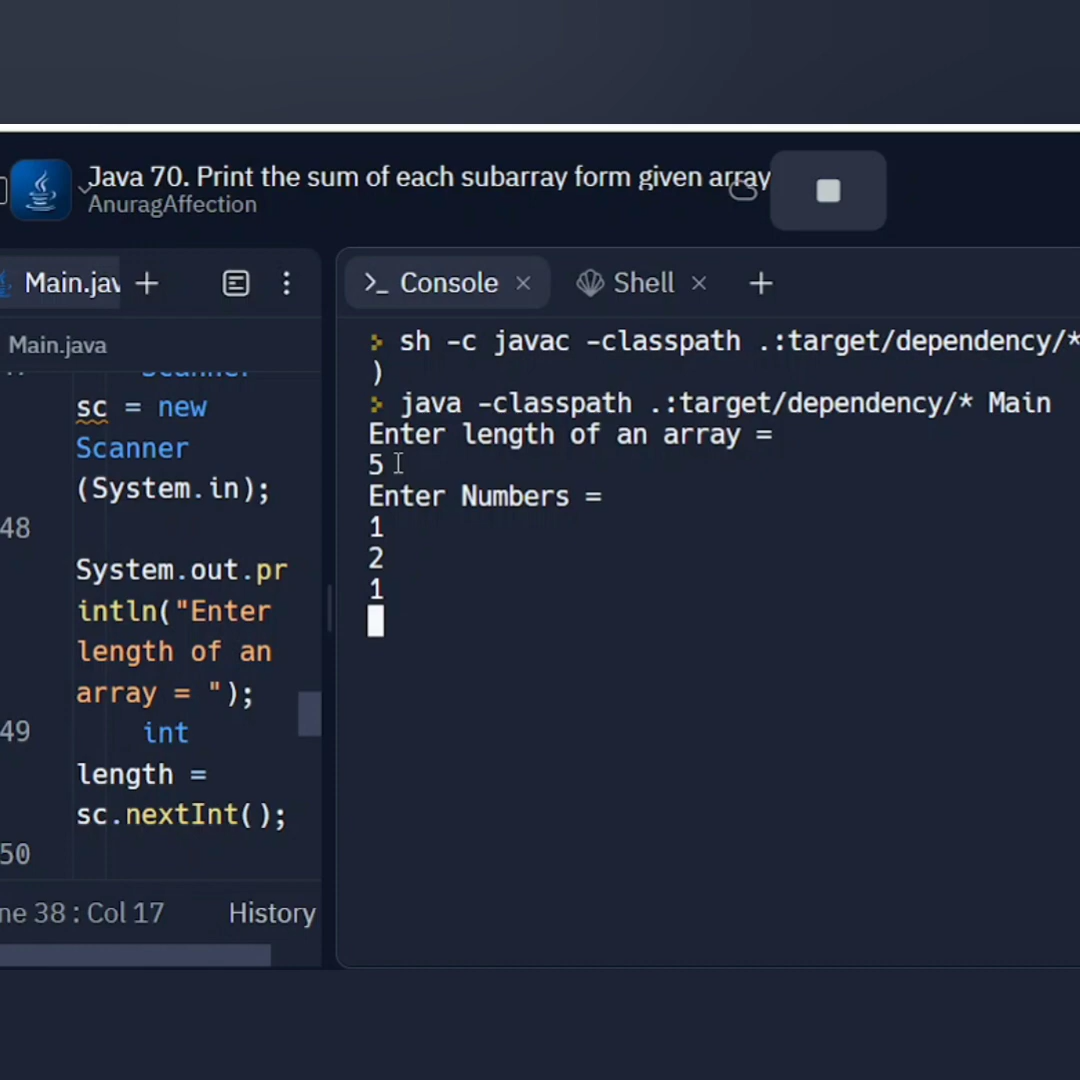 Java 70. Print the sum of each subarray form given array
AnuragAffection
Main.jav
Main.java
Scanner
sc = new
Scanner
(System.in);
48
System.out.pr
intln("Enter
length of an
array = ");
49 int
length =
sc.nextInt();
50
ne 38 : Col 17 History
>_ Console × Shell × +
sh -c javac -classpath .:target/dependency/*
)
java -classpath .:target/dependency/* Main
Enter length of an array =
5
Enter Numbers =
1
2
1